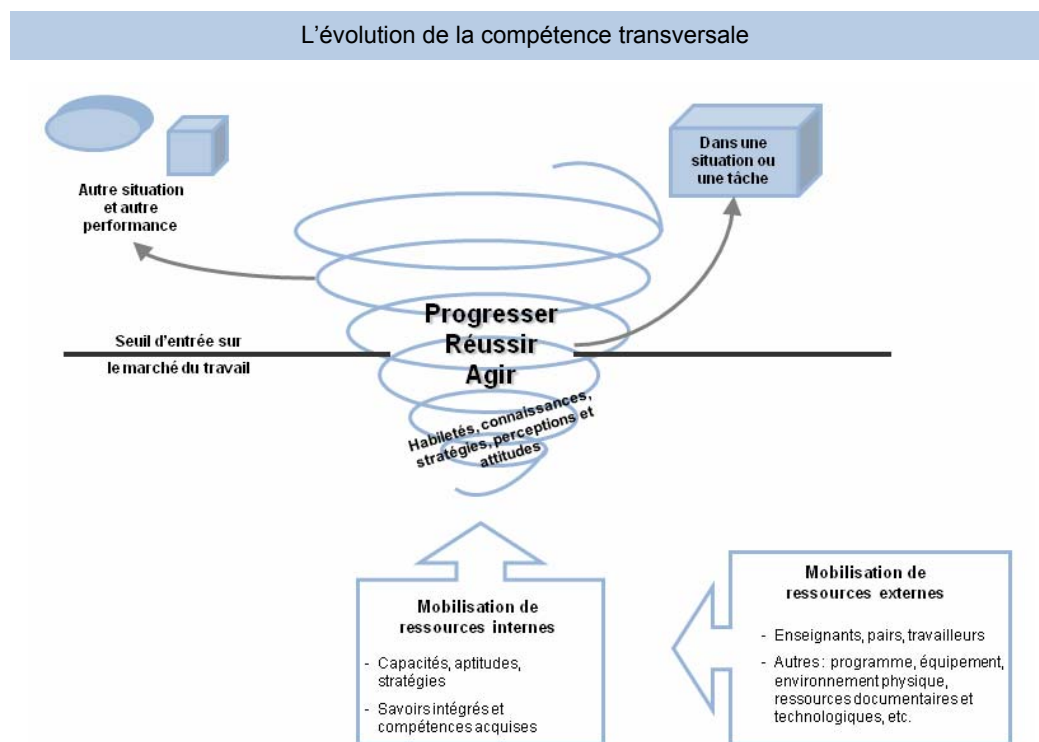 L’évolution de la compétence transversale
Autre situation
et autre
performance
Dans une
situation ou
une tâche
Progresser
Réussir
Agir
Seuil d'entrée sur
le marché du travail
Habiletés, connaissances,
stratégies, perceptions et
attitudes
Mobilisation de
ressources internes
- Capacités, aptitudes,
stratégies
- Savoirs intégrés et
compétences acquises
Mobilisation de
ressources externes
- Enseignants, pairs, travailleurs
- Autres : programme, équipement,
environnement physique,
ressources documentaires et
technologiques, etc.